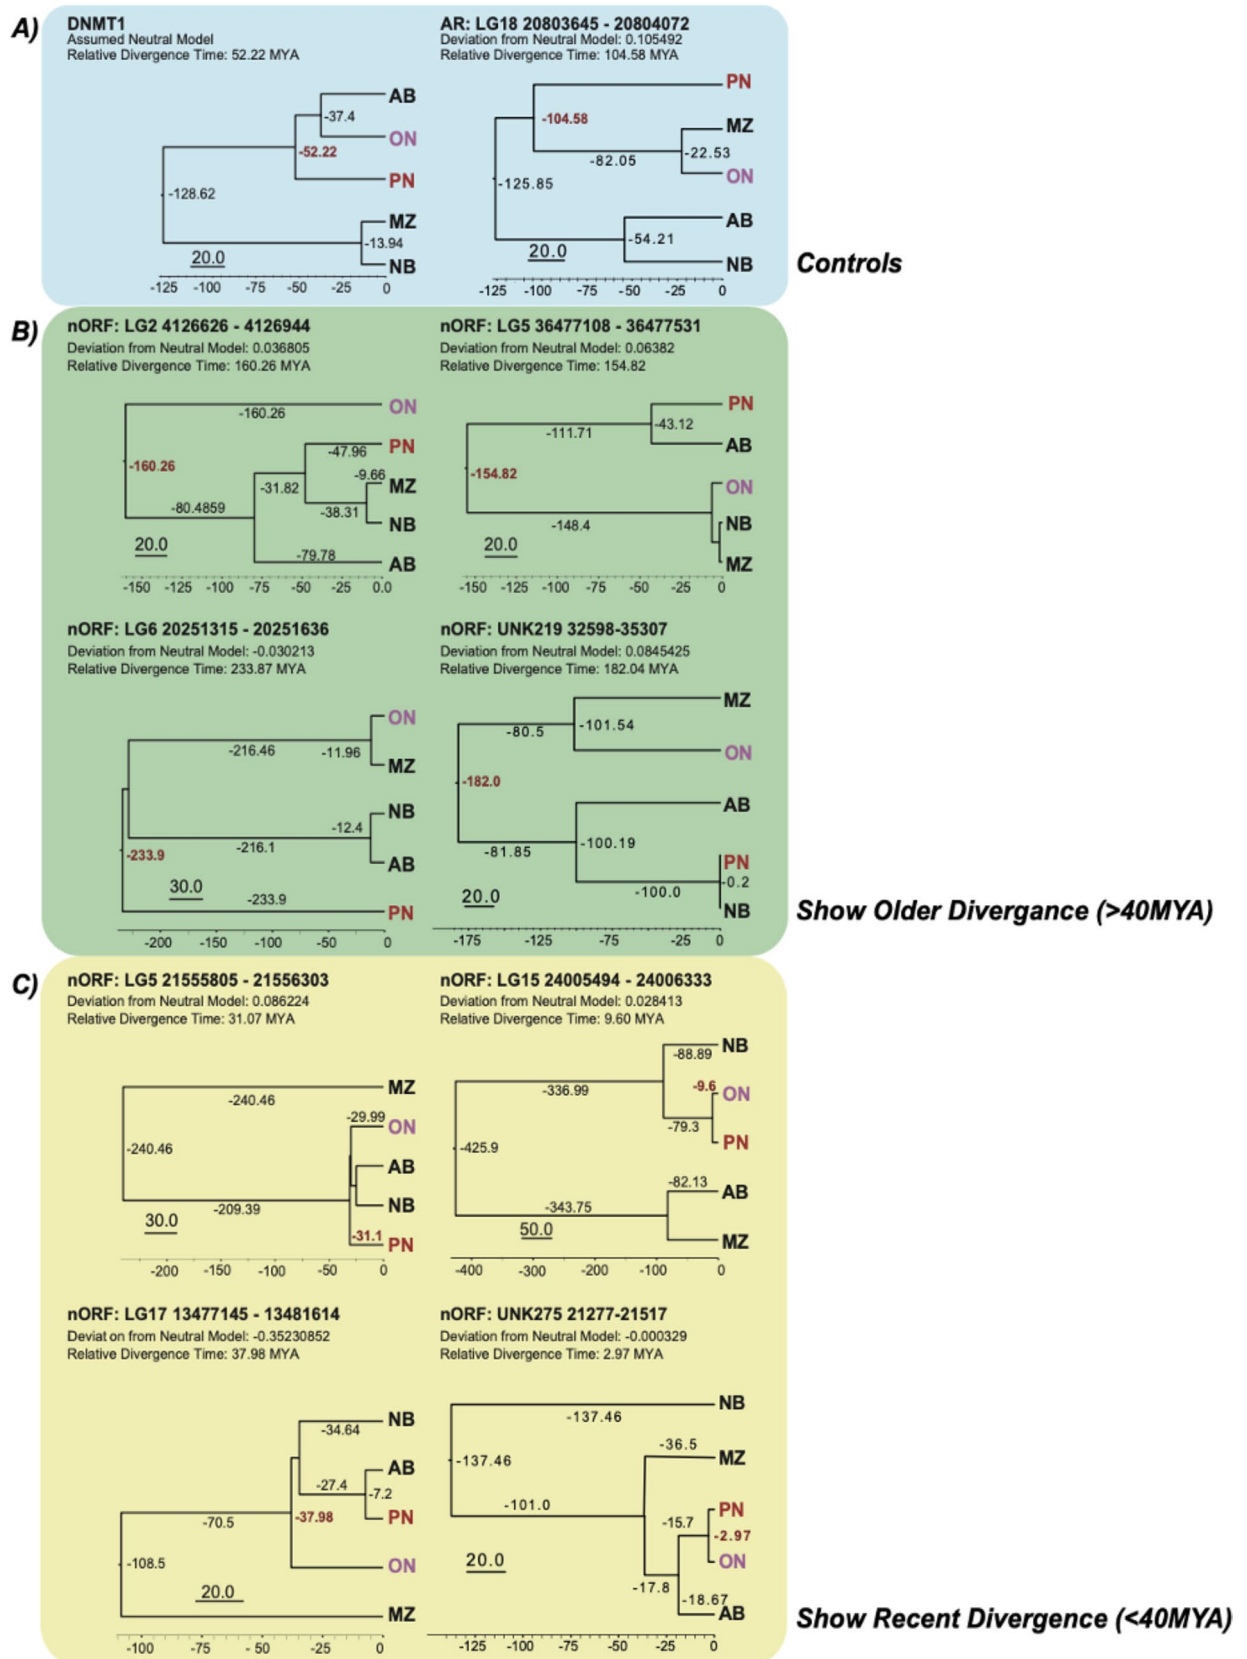 A)
DNMT1
Assumed Neutral Model
Relative Divergence Time: 52.22 MYA
AB
-37.4
ON
-52.22
PN
-128.62
MZ
-13.94
NB
20.0
-125 -100 -75 -50 -25 0
AR: LG18 20803645 - 20804072
Deviation from Neutral Model: 0.105492
Relative Divergence Time: 104.58 MYA
PN
-104.58
MZ
-22.53
-82.05
ON
-125.85
AB
-54.21
20.0
NB
-125 -100 -75 -50 -25 0
Controls
B)
nORF: LG2 4126626 - 4126944
Deviation from Neutral Model: 0.036805
Relative Divergence Time: 160.26 MYA
ON
-160.26
PN
-47.96
-160.26
-9.66
MZ
-31.82
-80.4859
-38.31
NB
20.0
-79.78
AB
-150 -125 -100 -75 -50 -25 0.0
nORF: LG5 36477108 - 36477531
Deviation from Neutral Model: 0.06382
Relative Divergence Time: 154.82
PN
-43.12
-111.71
AB
-154.82
ON
-148.4
NB
20.0
MZ
-150 -125 -100 -75 -50 -25 0
nORF: LG6 20251315 - 20251636
Deviation from Neutral Model: -0.030213
Relative Divergence Time: 233.87 MYA
ON
-216.46
-11.96
MZ
NB
-12.4
-216.1
-233.9
AB
30.0
-233.9
PN
-200 -150 -100 -50 0
nORF: UNK219 32598-35307
Deviation from Neutral Model: 0.0845425
Relative Divergence Time: 182.04 MYA
MZ
-101.54
-80.5
ON
-182.0
AB
-100.19
-81.85
PN
-0.2
-100.0
20.0
NB
-175 -125 -75 -25 0
Show Older Divergance (>40MYA)
C)
nORF: LG5 21555805 - 21556303
Deviation from Neutral Model: 0.086224
Relative Divergence Time: 31.07 MYA
MZ
-240.46
-29.99
ON
-240.46
AB
NB
-209.39
30.0
-31.1
PN
-200 -150 -100 -50 0
nORF: LG15 24005494 - 24006333
Deviation from Neutral Model: 0.028413
Relative Divergence Time: 9.60 MYA
NB
-88.89
-9.6
-336.99
ON
-79.3
PN
-425.9
-82.13
AB
-343.75
50.0
MZ
-400 -300 -200 -100 0
nORF: LG17 13477145 - 13481614
Deviat on from Neutral Model: -0.35230852
Relative Divergence Time: 37.98 MYA
NB
-34.64
AB
-27.4
-7.2
-70.5
-37.98
PN
-108.5
ON
20.0
MZ
-100 -75 - 50 -25 0
nORF: UNK275 21277-21517
Deviation from Neutral Model: -0.000329
Relative Divergence Time: 2.97 MYA
NB
-137.46
-36.5
-137.46
MZ
-101.0
PN
-15.7
-2.97
20.0
ON
-17.8
-18.67
AB
-125 -100 -75 -50 -25 0
Show Recent Divergence (<40MYA)